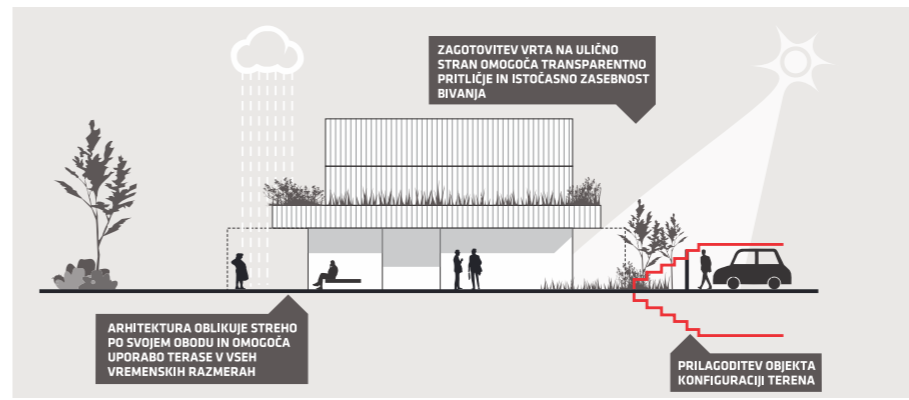 ZAGOTOVITEV VRTA NA ULIČNO
STRAN OMOGOČA TRANSPARENTNO
PRITLIČJE IN ISTOČASNO ZASEBNOST
BIVANJA
ARHITEKTURA OBLIKUJE STREHO
PO SVOJEM OBODU IN OMOGOČA
UPORABO TERASE V VSEH
VREMENSKIH RAZMERAH
PRILAGODITEV OBJEKTA
KONFIGURACIJI TERENA